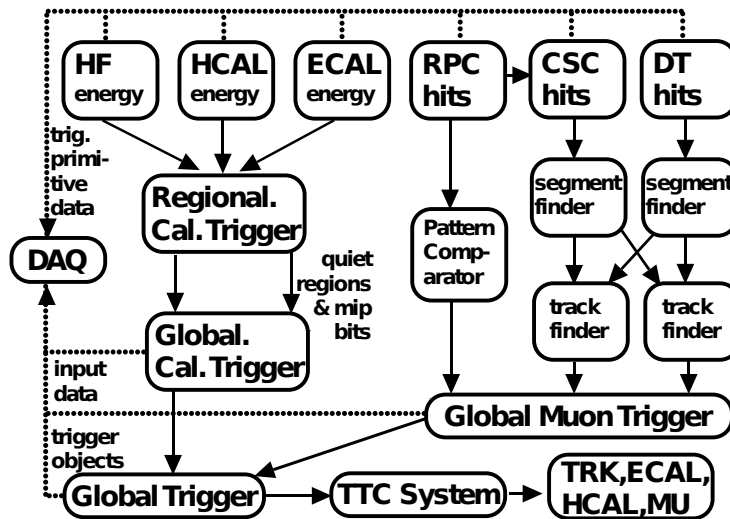 HF
energy
HCAL
energy
ECAL
energy
RPC
hits
CSC
hits
DT
hits
trig.
primi-
tive
data
Regional.
Cal. Trigger
Pattern
Comp-
arator
segment
finder
segment
finder
DAQ
quiet
regions
& mip
bits
Global.
Cal. Trigger
track
finder
track
finder
input
data
Global Muon Trigger
trigger
objects
Global Trigger
TTC System
TRK,ECAL,
HCAL,MU